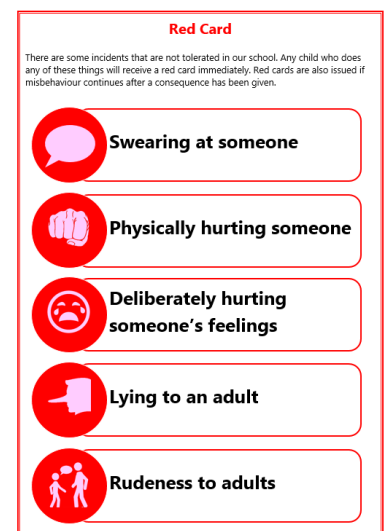 Red Card
There are some incidents that are not tolerated in our school. Any child who does
any of these things will receive a red card immediately. Red cards are also issued if
misbehaviour continues after a consequence has been given.
Swearing at someone
Physically hurting someone
Deliberately hurting
someone's feelings
Lying to an adult
Rudeness to adults